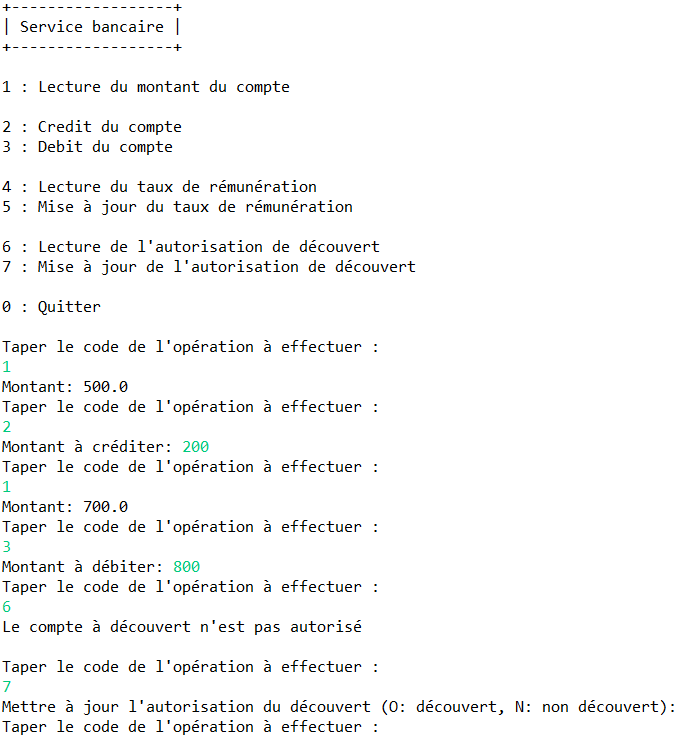 +------------------+
| Service bancaire |
+------------------+
1 : Lecture du montant du compte
2 : Credit du compte
3 : Debit du compte
4 : Lecture du taux de rémunération
5 : Mise à jour du taux de rémunération
6 : Lecture de l'autorisation de découvert
7 : Mise à jour de l'autorisation de découvert
0 : Quitter
Taper le code de l'opération à effectuer :
1
Montant: 500.0
Taper le code de l'opération à effectuer :
2
Montant à créditer: 200
Taper le code de l'opération à effectuer :
1
Montant: 700.0
Taper le code de l'opération à effectuer :
3
Montant à débiter: 800
Taper le code de l'opération à effectuer :
6
Le compte à découvert n'est pas autorisé
Taper le code de l'opération à effectuer :
7
Mettre à jour l'autorisation du découvert (O: découvert, N: non découvert):
Taper le code de l'opération à effectuer :